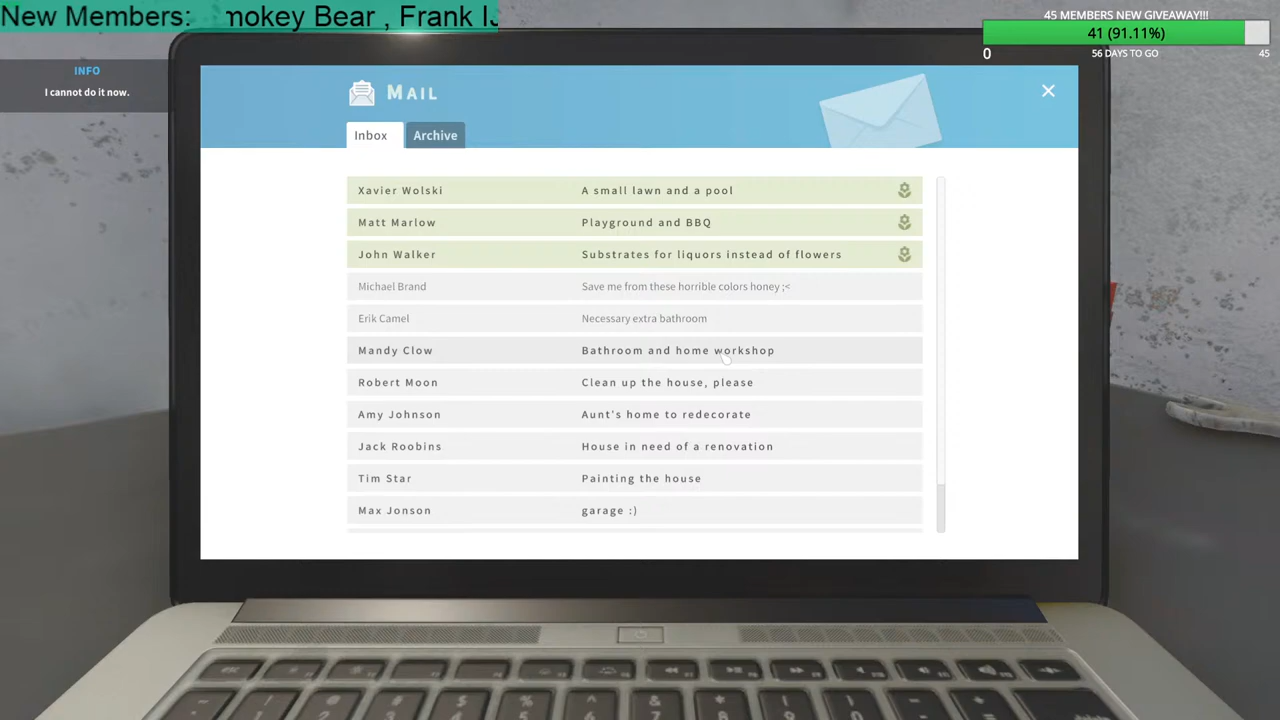 New Members: mokey Bear , Frank
45 MEMBERS NEW GIVEAWAY!!!
41 (91.11%)
0 56 DAYS TO GO 45
INFO
I cannot do it now.
MAIL
Inbox Archive
Xavier Wolski A small lawn and a pool
Matt Marlow Playground and BBQ
John Walker Substrates for liquors instead of flowers
Michael Brand Save me from these horrible colors honey ;<
Erik Camel Necessary extra bathroom
Mandy Clow Bathroom and home workshop
Robert Moon Clean up the house, please
Amy Johnson Aunt's home to redecorate
Jack Roobins House in need of a renovation
Tim Star Painting the house
Max Jonson garage :)